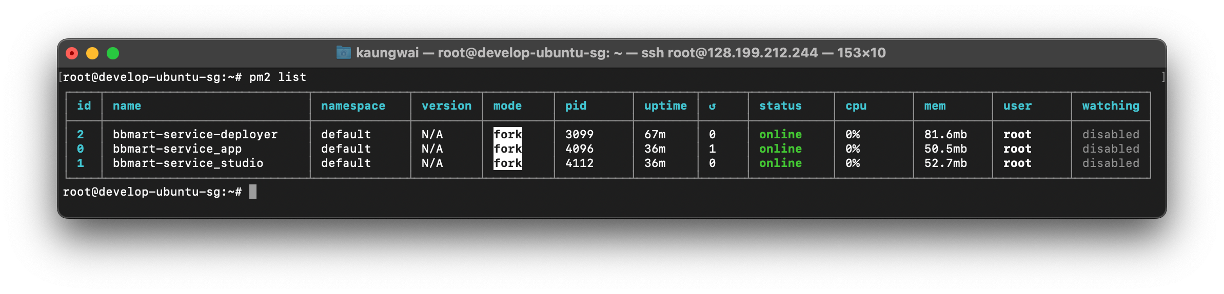 kaungwai — root@develop-ubuntu-sg: ~ — ssh root@128.199.212.244 — 153×10
[root@develop-ubuntu-sg:~# pm2 list ]
id name namespace version mode pid uptime ↺ status cpu mem user watching
2 bbmart-service-deployer default N/A fork 3099 67m 0 online 0% 81.6mb root disabled
0 bbmart-service_app default N/A fork 4096 36m 1 online 0% 50.5mb root disabled
1 bbmart-service_studio default N/A fork 4112 36m 0 online 0% 52.7mb root disabled
root@develop-ubuntu-sg:~#